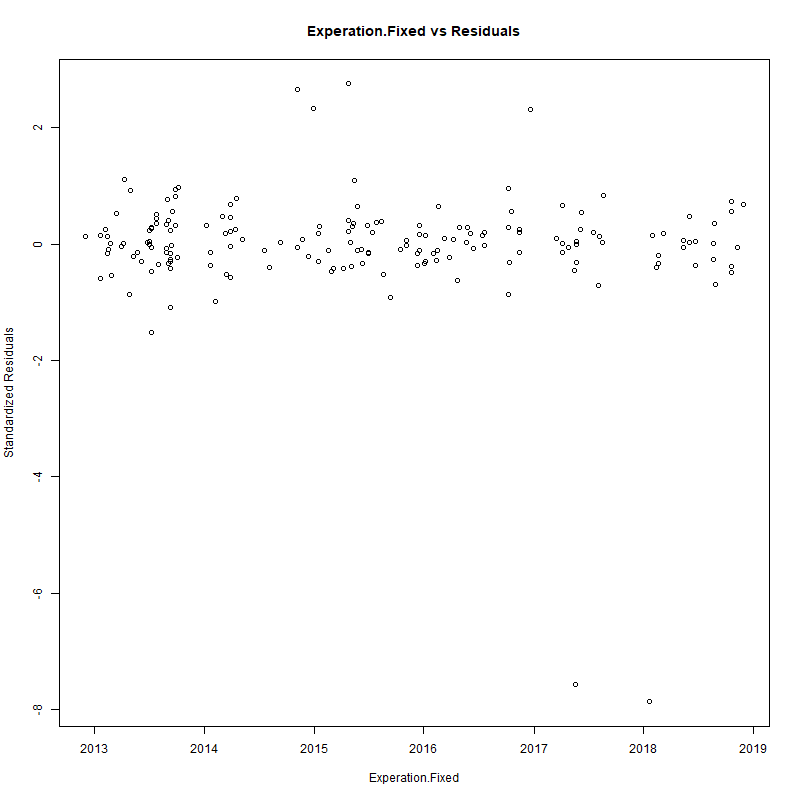 Experation.Fixed vs Residuals
Standardized Residuals
2
0
-2
-4
-6
-8
2013 2014 2015 2016 2017 2018 2019
Experation.Fixed